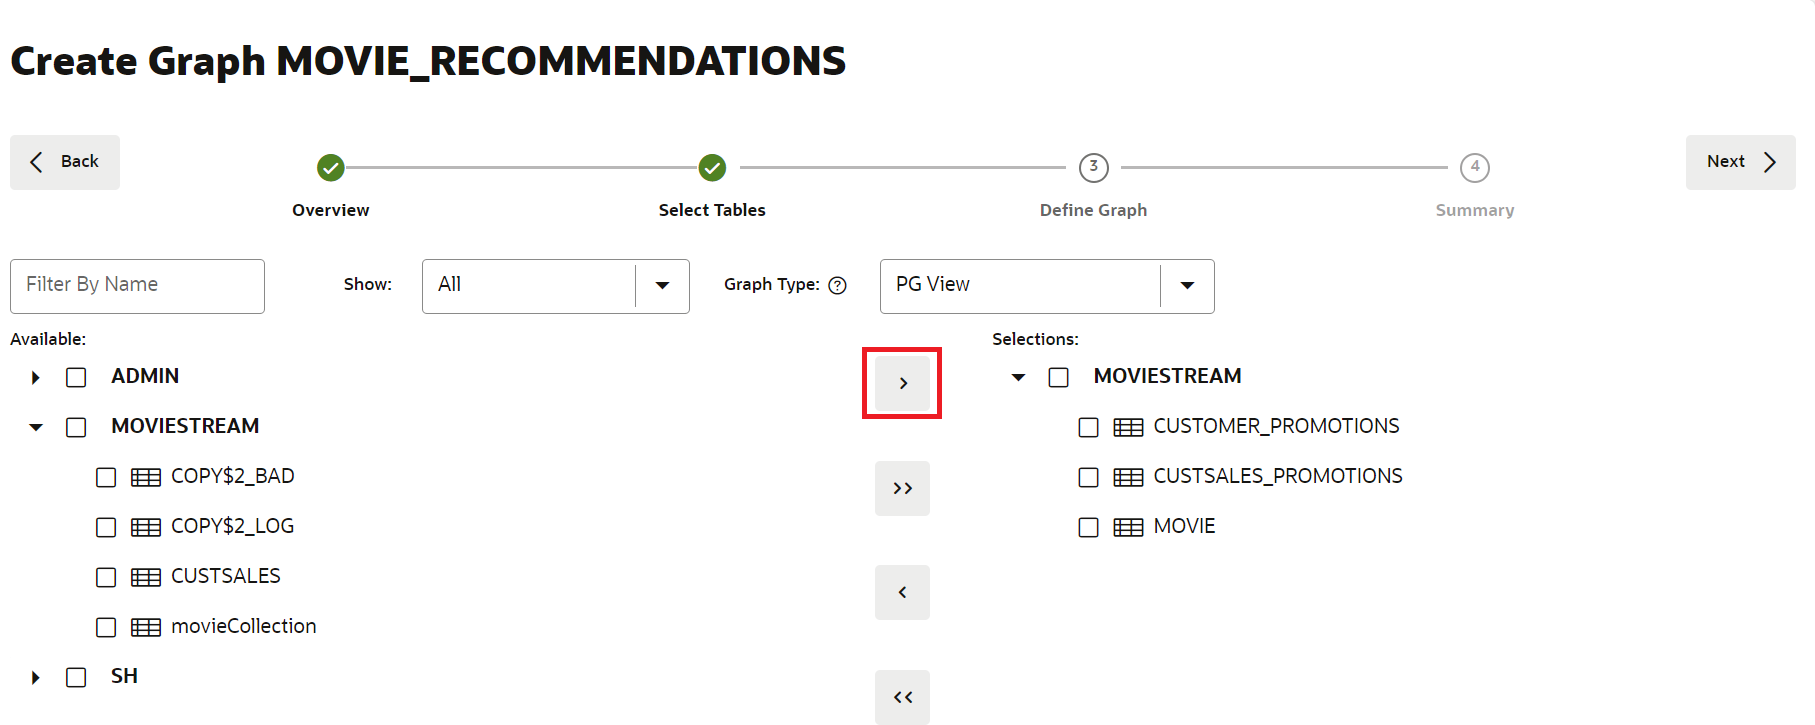 Create Graph MOVIE_RECOMMENDATIONS
Back
3
4
Next
Overview
Select Tables
Define Graph
Summary
Filter By Name
Show:
All
Graph Type: ?
PG View
Available:
Selections:
ADMIN
MOVIESTREAM
COPY$2_BAD
COPY$2_LOG
CUSTSALES
movieCollection
SH
>
>>
<
<<
MOVIESTREAM
CUSTOMER_PROMOTIONS
CUSTSALES_PROMOTIONS
MOVIE